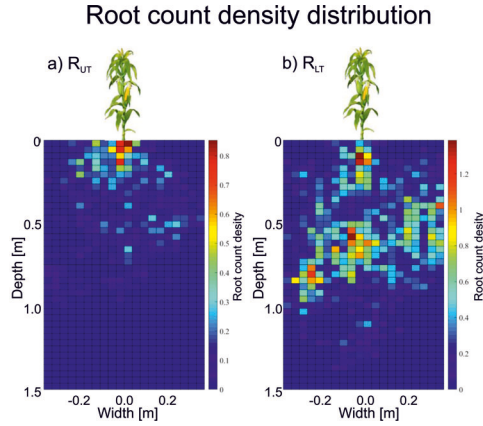 Root count density distribution
a) RUT
b) RLT
0
0.5
1.0
1.5
Depth [m]
-0.2 0.0 0.2
Width [m]
0.8
0.7
0.6
0.5
0.4
0.3
0.2
0.1
0
Root count desity
0
0.5
1.0
1.5
Depth [m]
-0.2 0.0 0.2
Width [m]
1.2
1
0.8
0.6
0.4
0.2
0
Root count desity